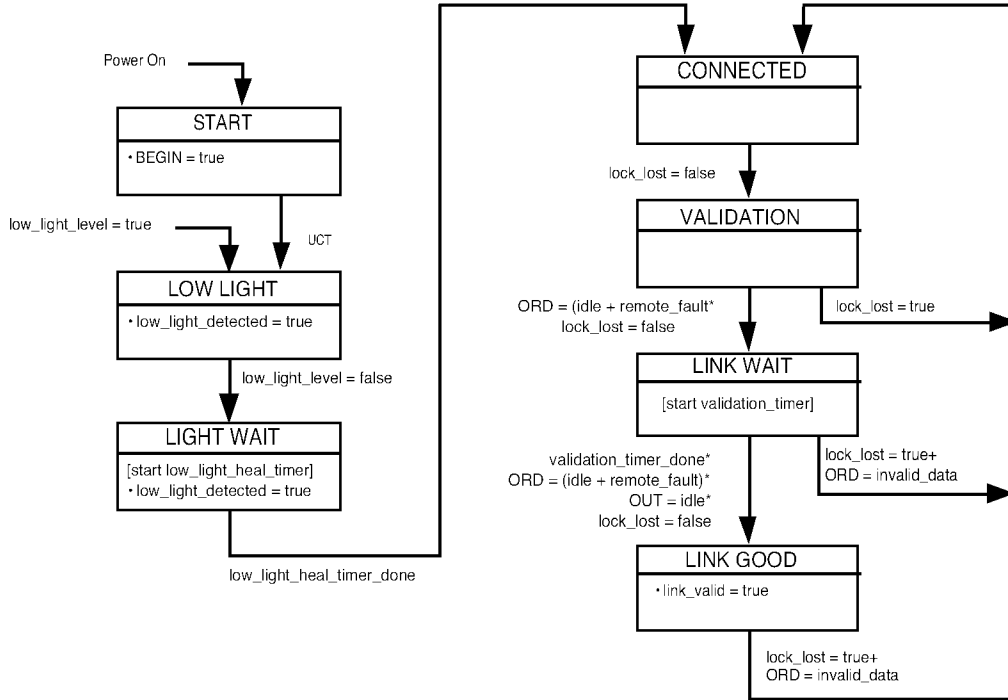 Power On
START
• BEGIN = true
low_light_level = true
UCT
LOW LIGHT
• low_light_detected = true
low_light_level = false
LIGHT WAIT
[start low_light_heal_timer]
• low_light_detected = true
low_light_heal_timer_done
CONNECTED
lock_lost = false
VALIDATION
ORD = (idle + remote_fault*
lock_lost = false
lock_lost = true
LINK WAIT
[start validation_timer]
validation_timer_done*
ORD = (idle + remote_fault)*
OUT = idle*
lock_lost = false
lock_lost = true+
ORD = invalid_data
LINK GOOD
• link_valid = true
lock_lost = true+
ORD = invalid_data